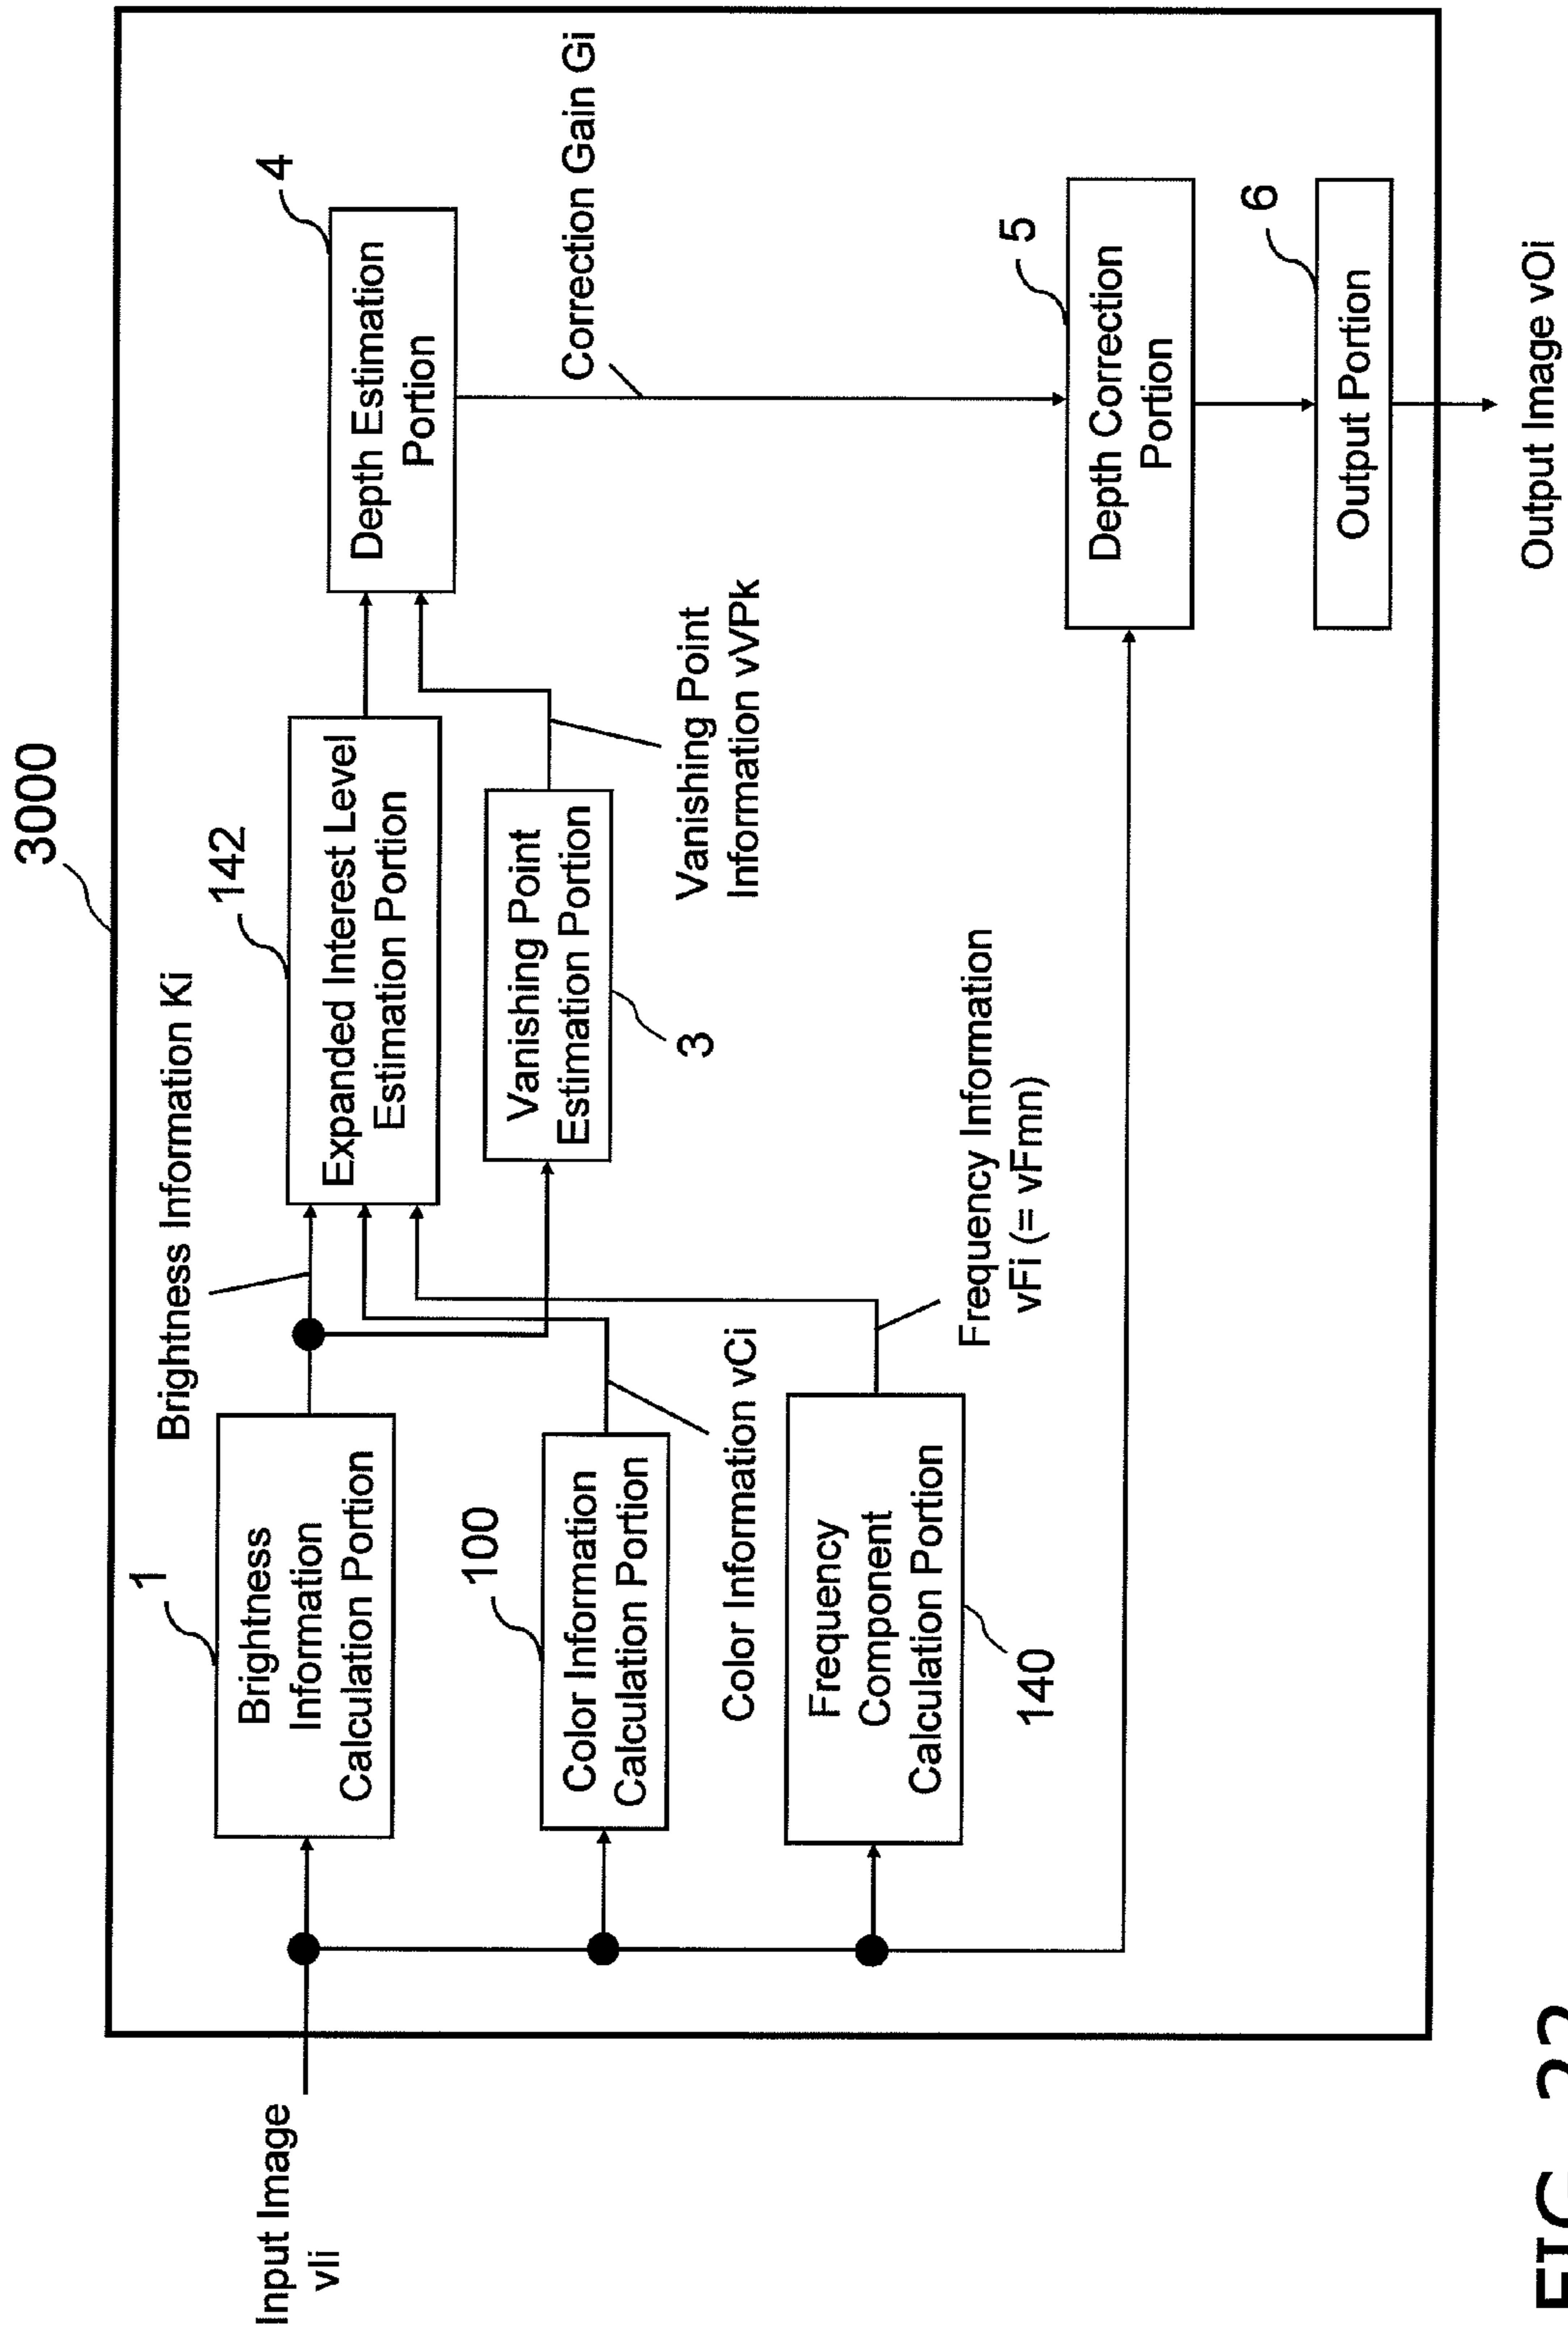 3000
Input Image
vIi
1
Brightness
Information
Calculation Portion
Brightness Information Ki
142
Expanded Interest Level
Estimation Portion
4
Depth Estimation
Portion
100
Color Information
Calculation Portion
Color Information vCi
Vanishing Point
Estimation Portion
3
Vanishing Point
Information vVPk
Correction Gain Gi
Frequency
Component
Calculation Portion
140
Frequency Information
vFi (= vFmn)
5
Depth Correction
Portion
6
Output Portion
Output Image vOi
FIG